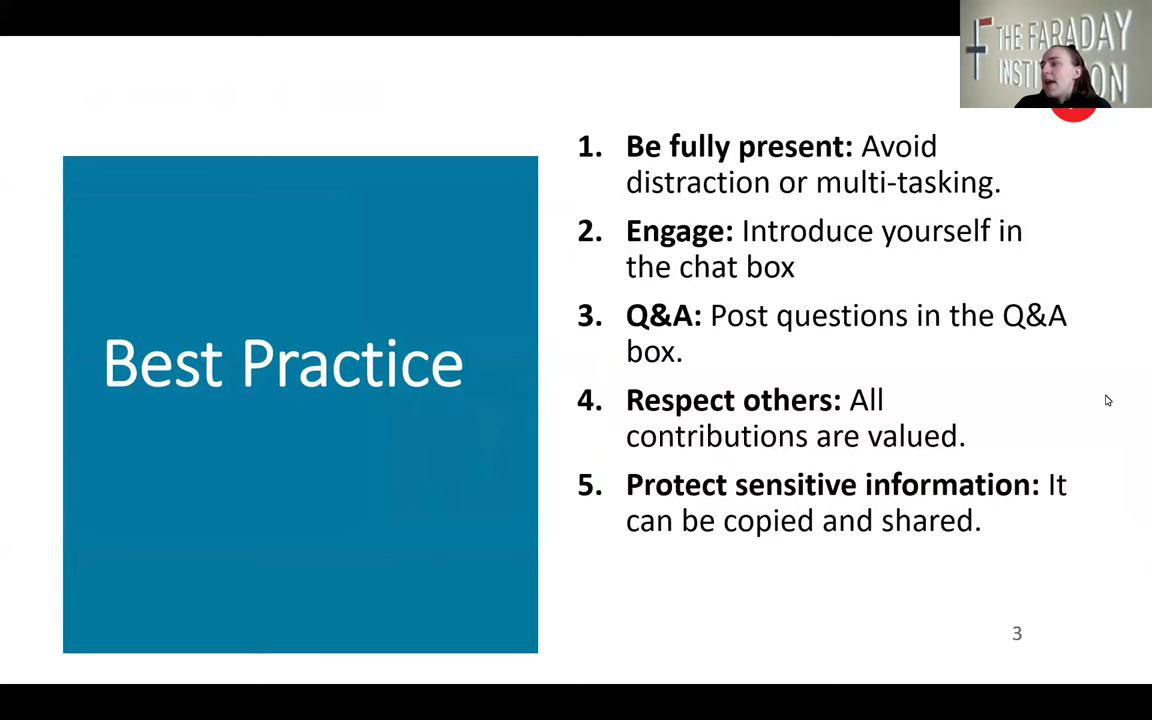 THE FARADAY
INSTI ON
Best Practice
1. Be fully present: Avoid
distraction or multi-tasking.
2. Engage: Introduce yourself in
the chat box
3. Q&A: Post questions in the Q&A
box.
4. Respect others: All
contributions are valued.
5. Protect sensitive information: It
can be copied and shared.
3